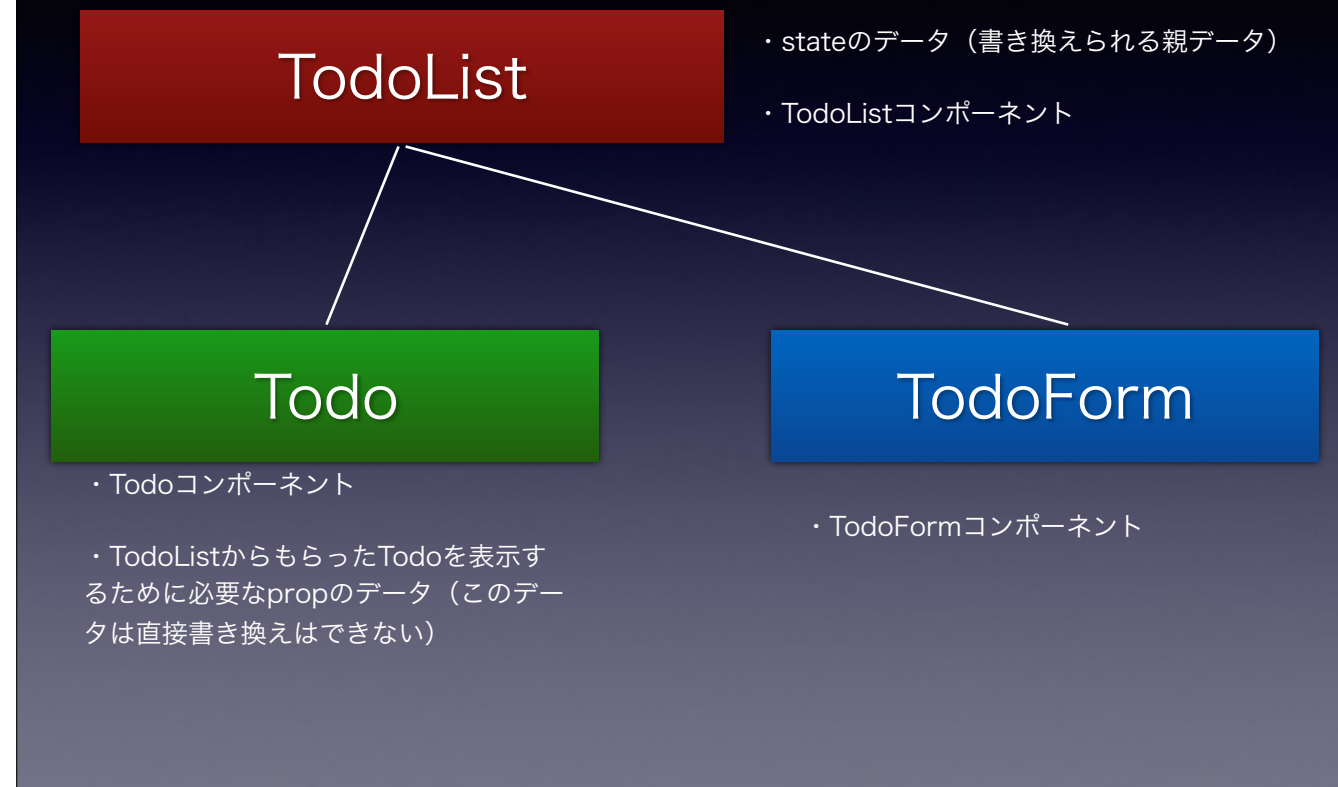 TodoList
・stateのデータ（書き換えられる親データ）
・TodoListコンポーネント
Todo
・Todoコンポーネント
・TodoListからもらったTodoを表示す
るために必要なpropのデータ（このデー
タは直接書き換えはできない）
TodoForm
・TodoFormコンポーネント